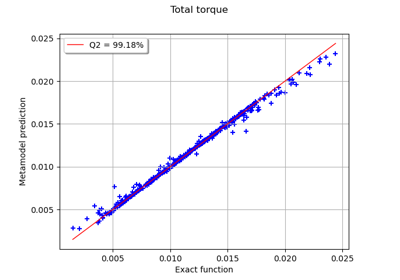 Total torque
Q2 = 99.18%
Metamodel prediction
0.025
0.020
0.015
0.010
0.005
0.005 0.010 0.015 0.020 0.025
Exact function